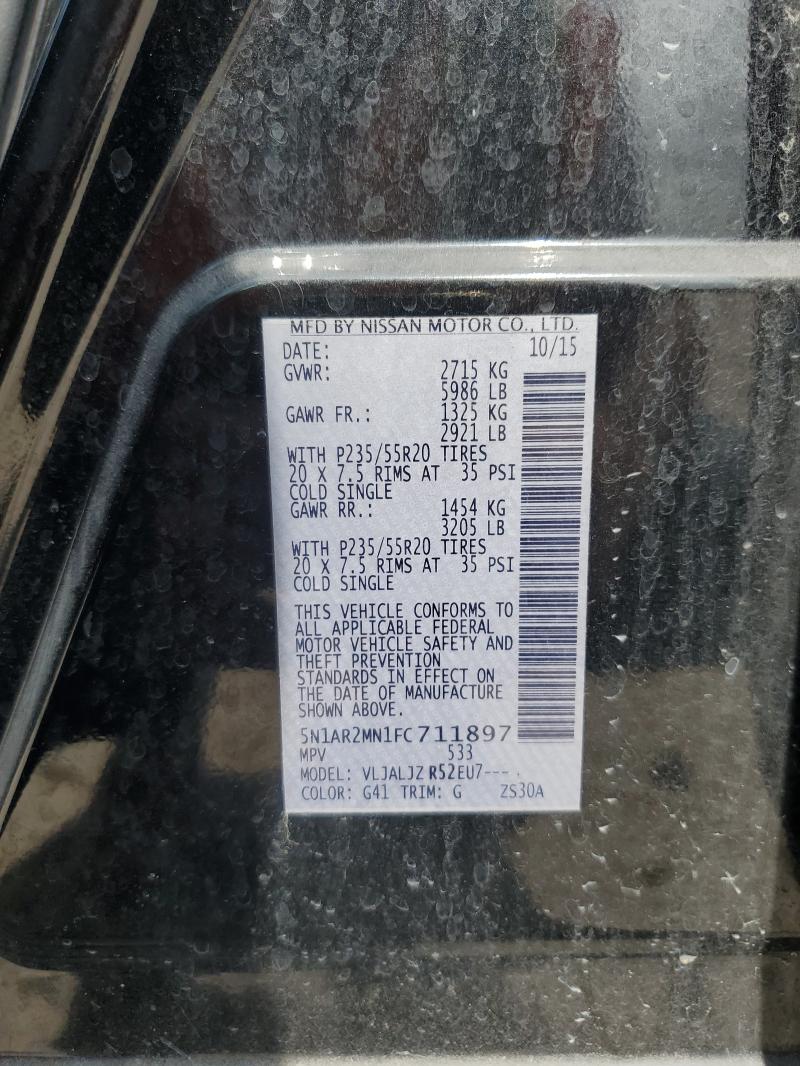 MFD BY NISSAN MOTOR CO., LTD.
DATE: 10/15
GVWR: 2715 KG
5986 LB
GAWR FR.: 1325 KG
2921 LB
WITH P235/55R20 TIRES
20 X 7.5 RIMS AT 35 PSI
COLD SINGLE
GAWR RR.: 1454 KG
3205 LB
WITH P235/55R20 TIRES
20 X 7.5 RIMS AT 35 PSI
COLD SINGLE
THIS VEHICLE CONFORMS TO
ALL APPLICABLE FEDERAL
MOTOR VEHICLE SAFETY AND
THEFT PREVENTION
STANDARDS IN EFFECT ON
THE DATE OF MANUFACTURE
SHOWN ABOVE.
5N1AR2MN1FC711897
MPV 533
MODEL: VLJALJZ R52EU7---
COLOR: G41 TRIM: G ZS30A